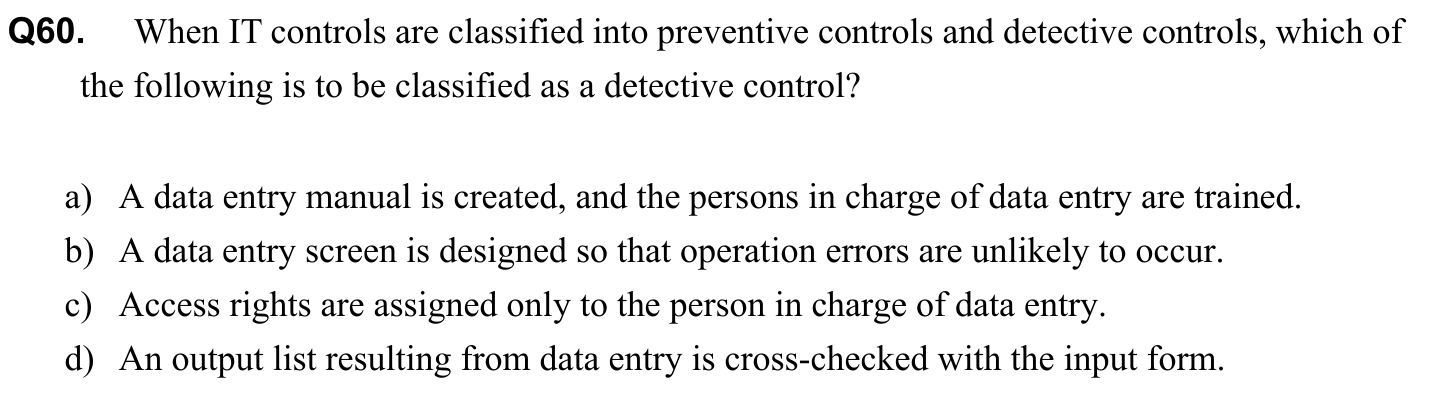 Q60. When IT controls are classified into preventive controls and detective controls, which of
the following is to be classified as a detective control?
a) A data entry manual is created, and the persons in charge of data entry are trained.
b) A data entry screen is designed so that operation errors are unlikely to occur.
c) Access rights are assigned only to the person in charge of data entry.
d) An output list resulting from data entry is cross-checked with the input form.